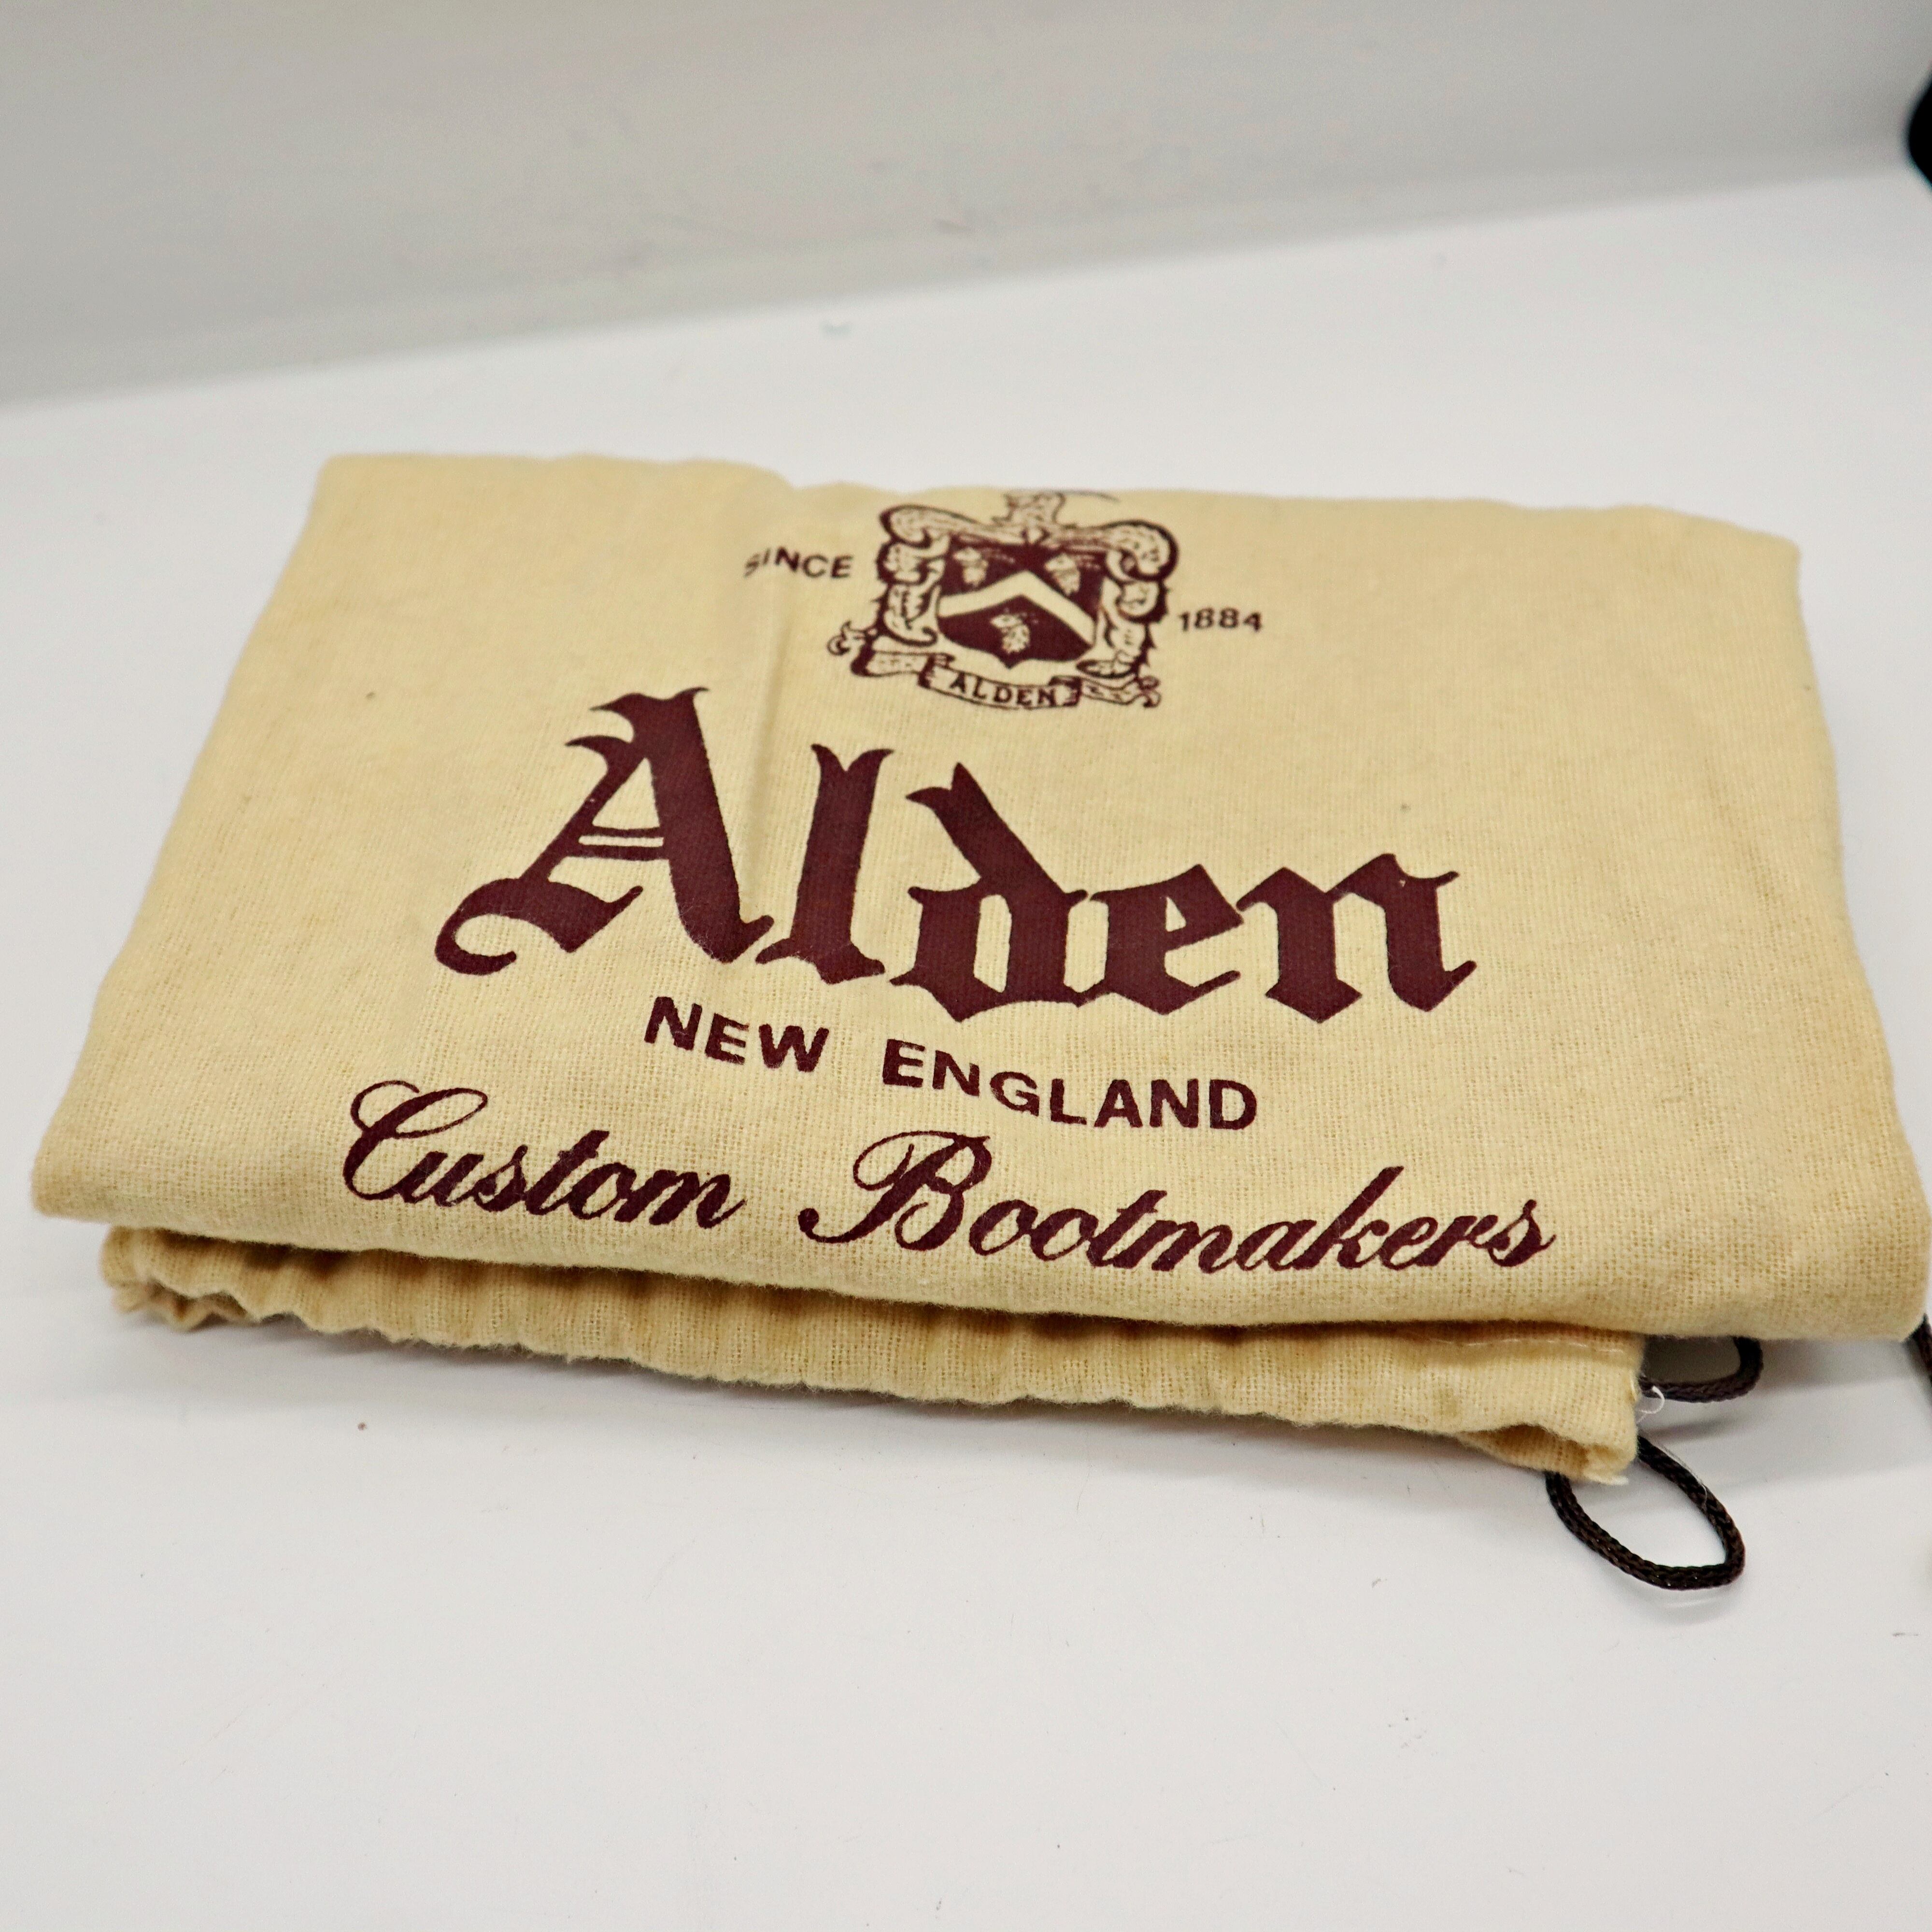 SINCE 1884
ALDEN
Alden
NEW ENGLAND
Custom Bootmakers